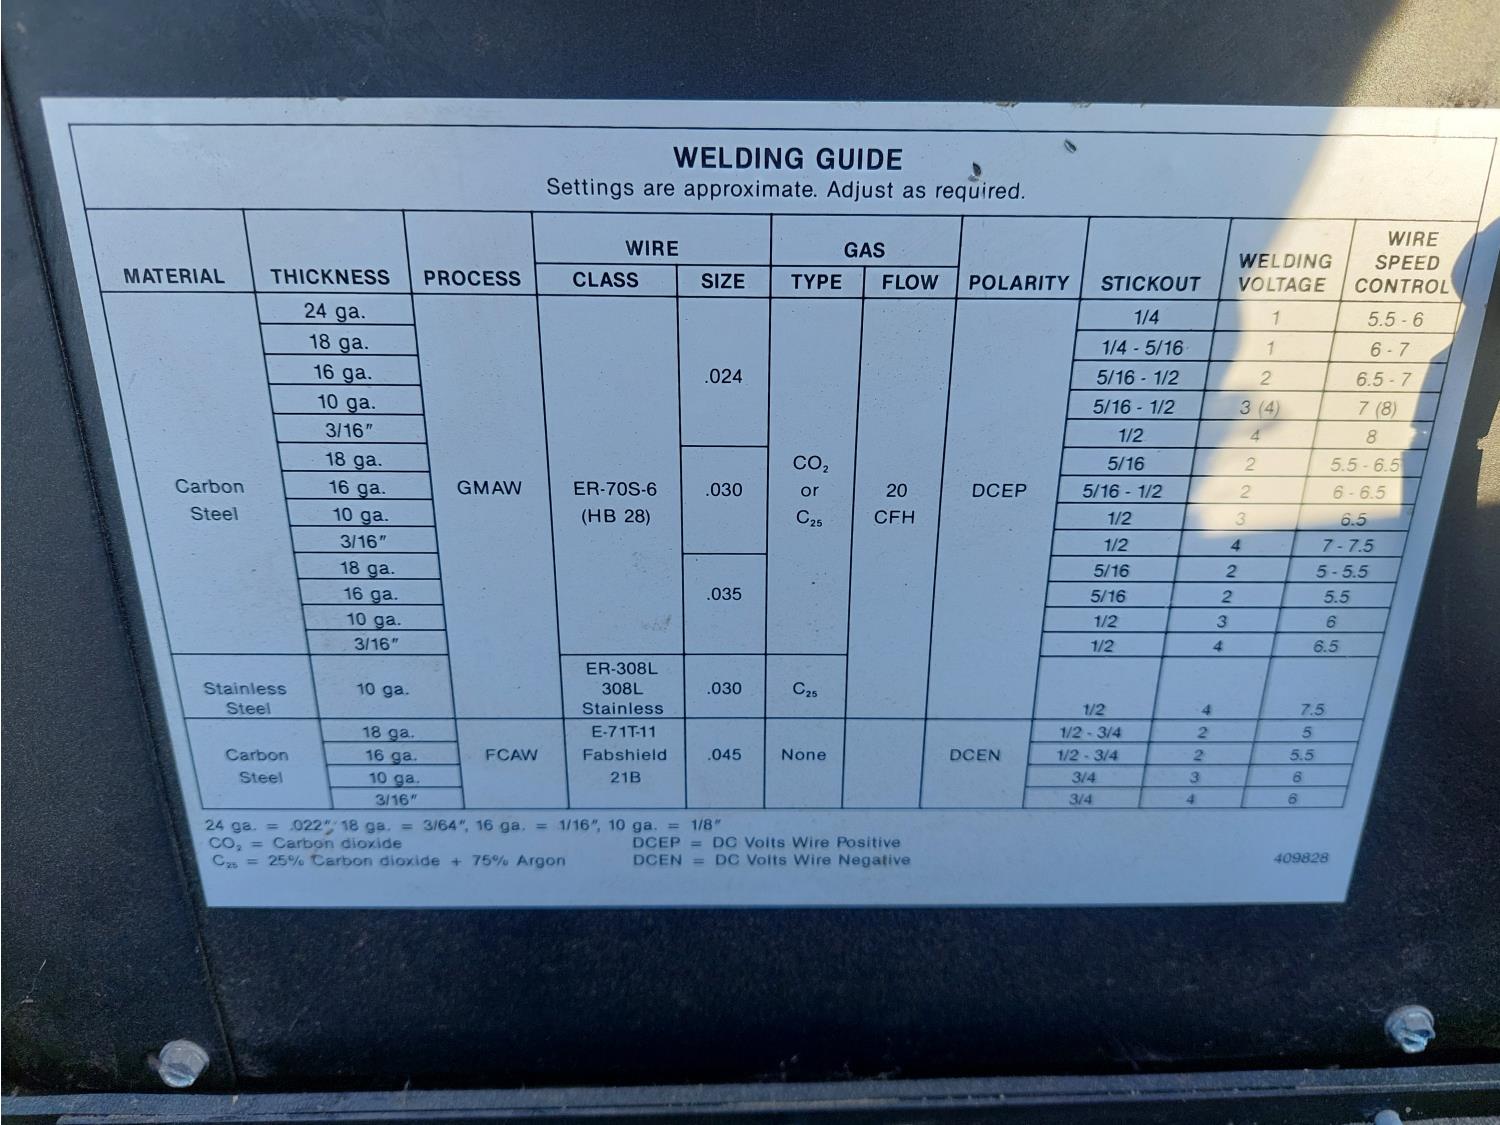 WELDING GUIDE
Settings are approximate. Adjust as required.
MATERIAL THICKNESS PROCESS WIRE CLASS WIRE SIZE GAS TYPE GAS FLOW POLARITY STICKOUT WELDING VOLTAGE WIRE SPEED CONTROL
Carbon Steel GMAW ER-70S-6 (HB 28) CO₂ or C₂₅ 20 CFH DCEP
.024
24 ga. 1/4 1 5.5 - 6
18 ga. 1/4 - 5/16 1 6 - 7
16 ga. 5/16 - 1/2 2 6.5 - 7
10 ga. 5/16 - 1/2 3 (4) 7 (8)
3/16" 1/2 4 8
.030
18 ga. 5/16 2 5.5 - 6.5
16 ga. 5/16 - 1/2 2 6 - 6.5
10 ga. 1/2 3 6.5
3/16" 1/2 4 7 - 7.5
.035
18 ga. 5/16 2 5 - 5.5
16 ga. 5/16 2 5.5
10 ga. 1/2 3 6
3/16" 1/2 4 6.5
Stainless Steel 10 ga. ER-308L 308L Stainless .030 C₂₅ 1/2 4 7.5
Carbon Steel FCAW E-71T-11 Fabshield 21B .045 None DCEN
18 ga. 1/2 - 3/4 2 5
16 ga. 1/2 - 3/4 2 5.5
10 ga. 3/4 3 6
3/16" 3/4 4 6
24 ga. = .022", 18 ga. = 3/64", 16 ga. = 1/16", 10 ga. = 1/8"
CO₂ = Carbon dioxide DCEP = DC Volts Wire Positive
C₂₅ = 25% Carbon dioxide + 75% Argon DCEN = DC Volts Wire Negative
409828